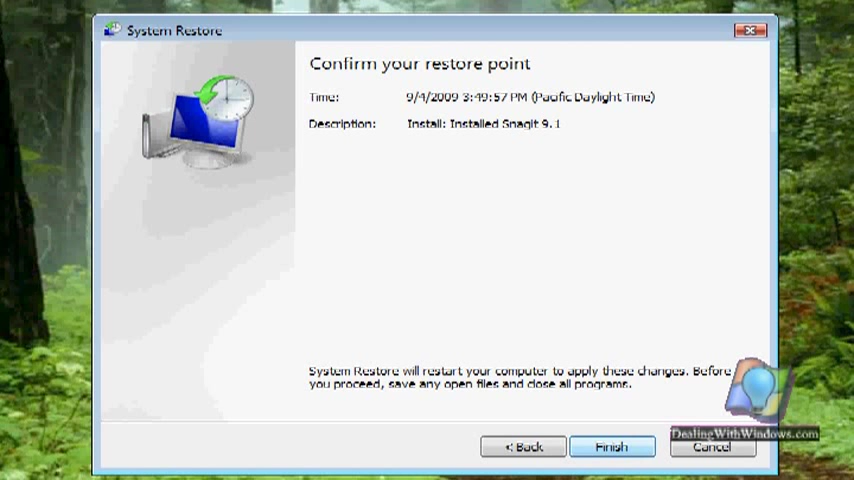 System Restore
Confirm your restore point
Time: 9/4/2009 3:49:57 PM (Pacific Daylight Time)
Description: Install: Installed Snagit 9.1
System Restore will restart your computer to apply these changes. Before
you proceed, save any open files and close all programs.
DealingWithWindows.com
< Back Finish Cancel